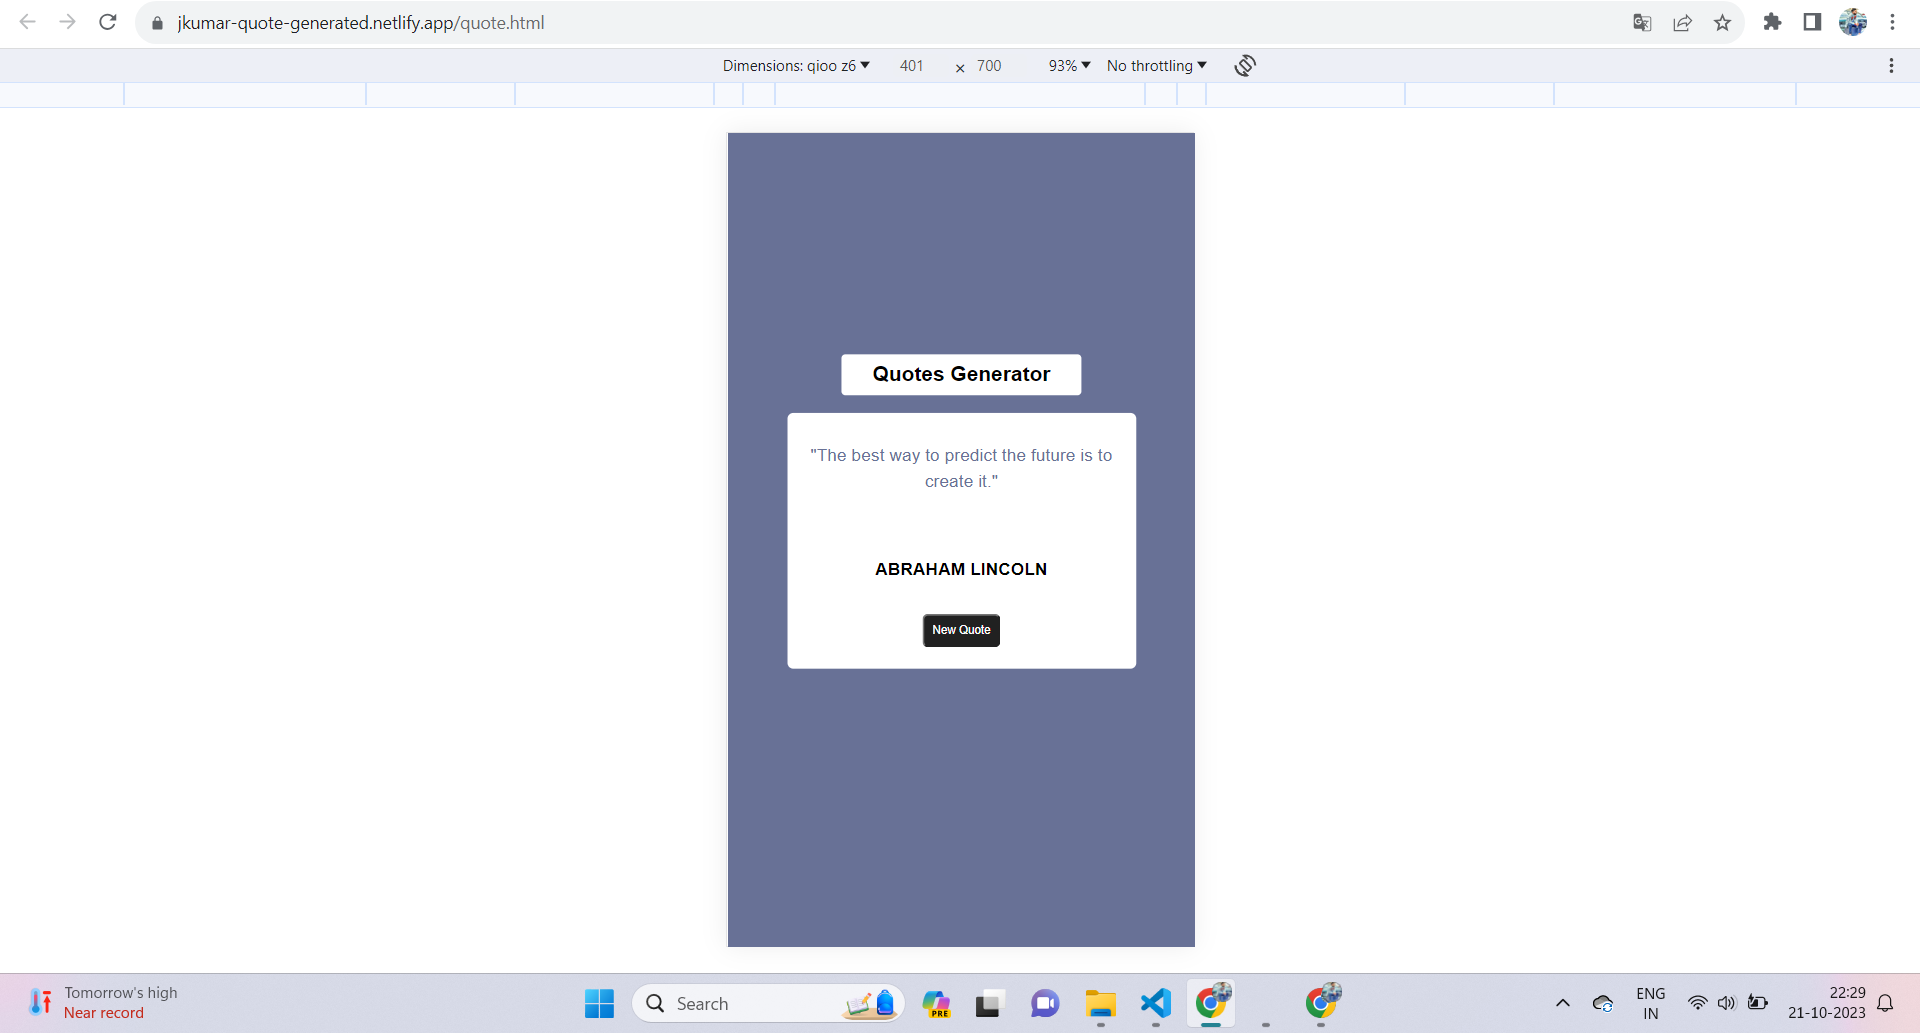 jkumar-quote-generated.netlify.app/quote.html
Dimensions: qioo z6 401 × 700 93% No throttling
Quotes Generator
"The best way to predict the future is to
create it."
ABRAHAM LINCOLN
New Quote
Tomorrow's high
Near record
Search
PRE
ENG
IN
22:29
21-10-2023